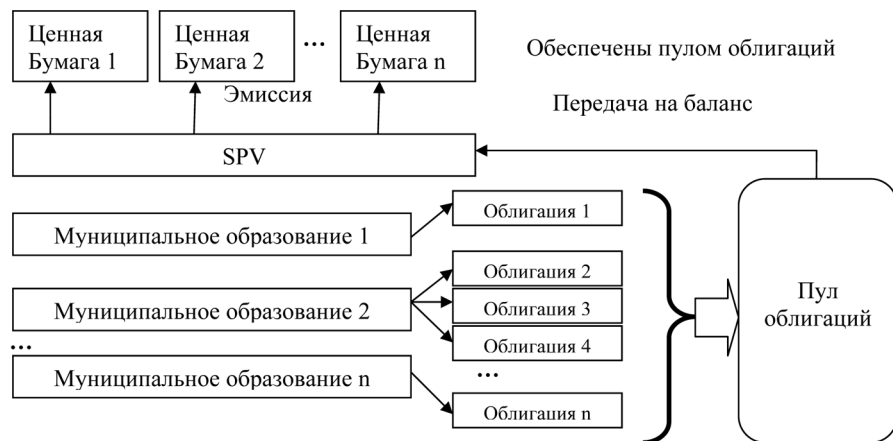 Ценная
Бумага 1
Ценная
Бумага 2
...
Ценная
Бумага n
Обеспечены пулом облигаций
Эмиссия
Передача на баланс
SPV
Муниципальное образование 1
Облигация 1
Муниципальное образование 2
Облигация 2
Облигация 3
Облигация 4
...
...
Муниципальное образование n
Облигация n
Пул
облигаций